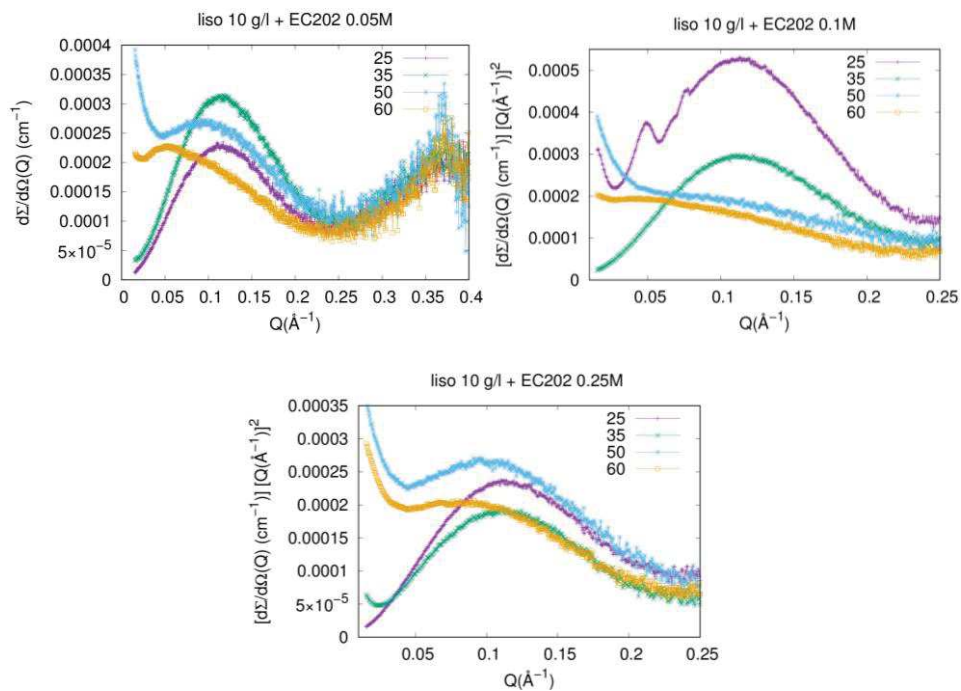 liso 10 g/l + EC202 0.05M
dΣ/dΩ(Q) (cm⁻¹)
0.0004
0.00035
0.0003
0.00025
0.0002
0.0001
0.0001
5×10⁻⁵
0
25
35
50
60
0 0.05 0.1 0.15 0.2 0.25 0.3 0.35 0.4
Q(Å⁻¹)
liso 10 g/l + EC202 0.1M
[dΣ/dΩ(Q) (cm⁻¹)] [Q(Å⁻¹)]²
0.0005
0.0004
0.0003
0.0002
0.0001
0
25
35
50
60
0.05 0.1 0.15 0.2 0.25
Q(Å⁻¹)
liso 10 g/l + EC202 0.25M
[dΣ/dΩ(Q) (cm⁻¹)] [Q(Å⁻¹)]²
0.00035
0.0003
0.00025
0.0002
0.0001
0.0001
5×10⁻⁵
0
25
35
50
60
0.05 0.1 0.15 0.2 0.25
Q(Å⁻¹)